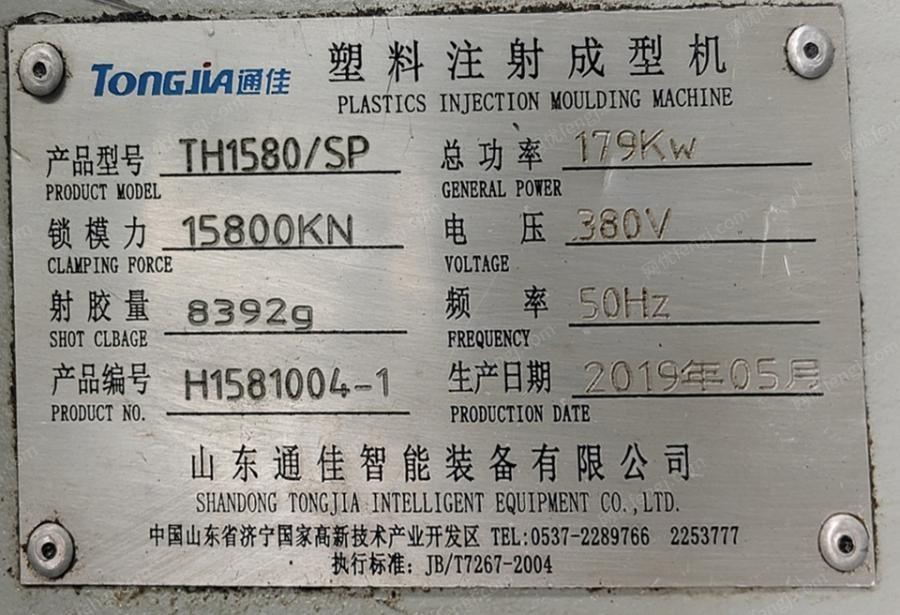 TONGJIA通佳 塑料注射成型机
PLASTICS INJECTION MOULDING MACHINE
产品型号 TH1580/SP 总功率 179Kw
PRODUCT MODEL GENERAL POWER
锁模力 15800KN 电压 380V
CLAMPING FORCE VOLTAGE
射胶量 8392g 频率 50Hz
SHOT CLBAGE FREQUENCY
产品编号 H1581004-1 生产日期 2019年05月
PRODUCT NO. PRODUCTION DATE
山东通佳智能装备有限公司
SHANDONG TONGJIA INTELLIGENT EQUIPMENT CO.,LTD.
中国山东省济宁国家高新技术产业开发区 TEL:0537-2289766 2253777
执行标准: JB/T7267-2004